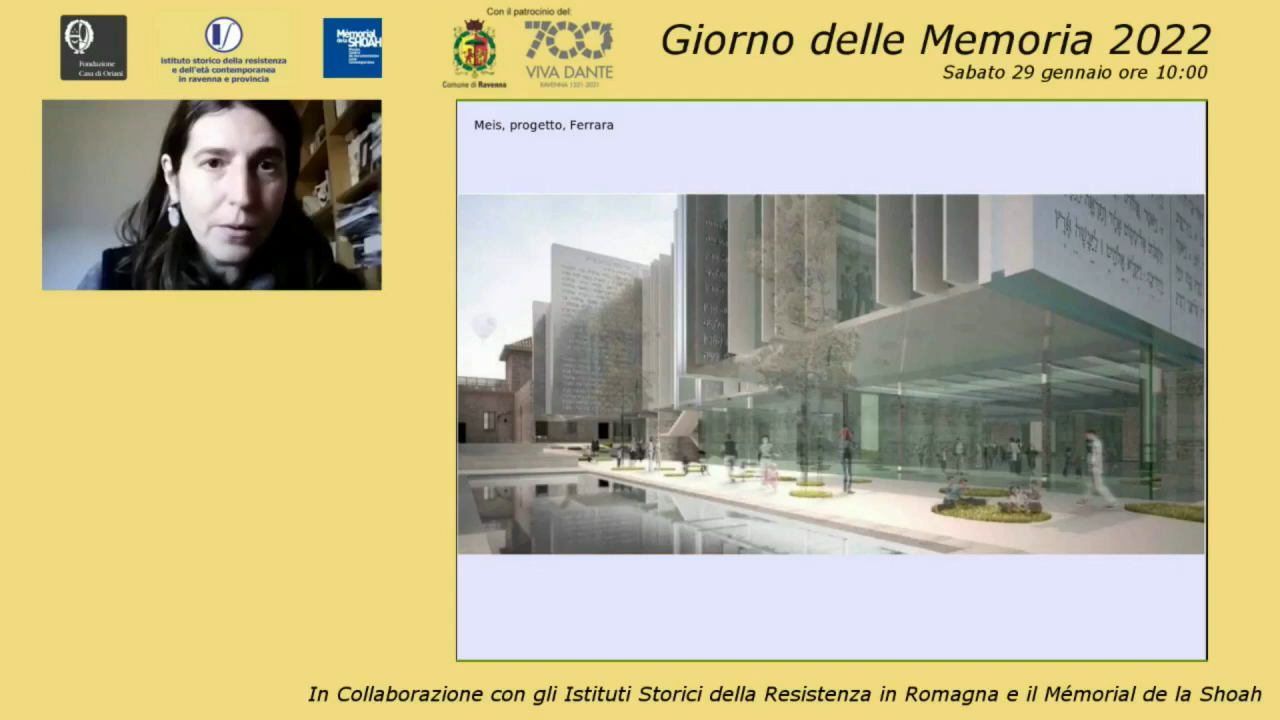 Fondazione
Casa di Oriani
Istituto storico della resistenza
e dell'età contemporanea
in ravenna e provincia
Mémorial
de la SHOAH
Con il patrocinio del:
Comune di Ravenna
700
VIVA DANTE
RAVENNA 1321-2021
Giorno delle Memoria 2022
Sabato 29 gennaio ore 10:00
Meis, progetto, Ferrara
In Collaborazione con gli Istituti Storici della Resistenza in Romagna e il Mémorial de la Shoah